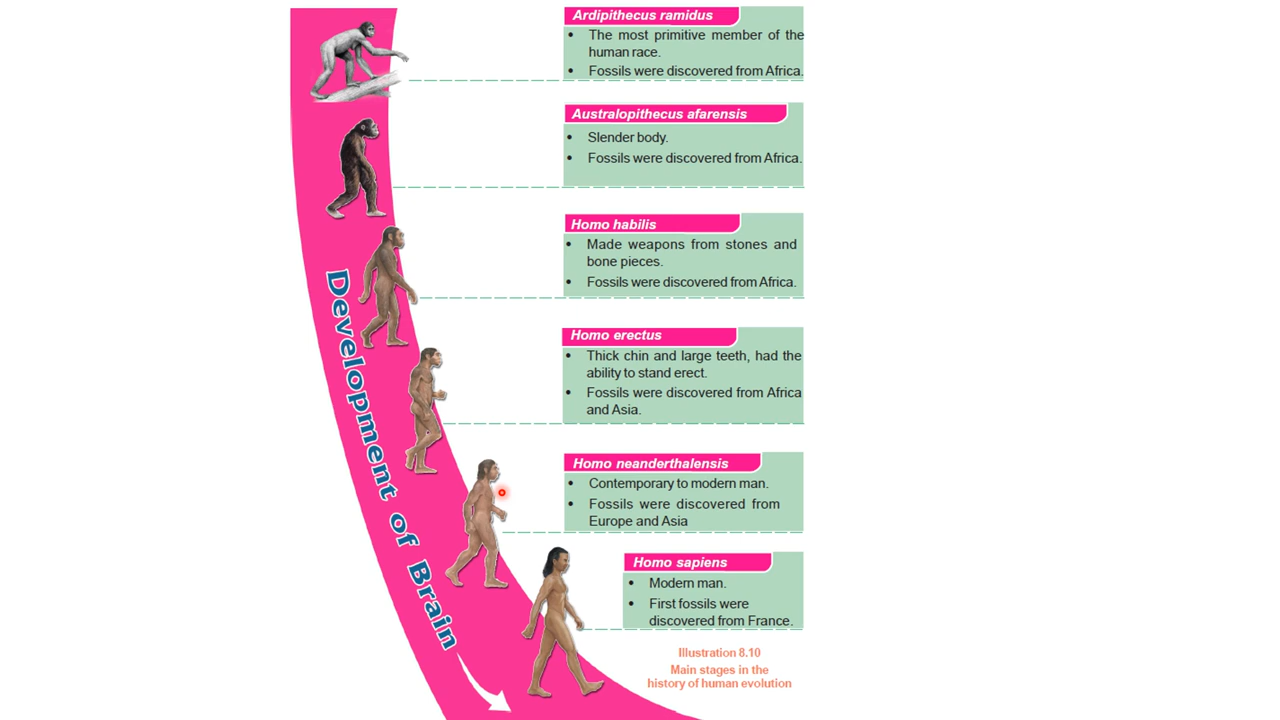 Ardipithecus ramidus
• The most primitive member of the
human race.
• Fossils were discovered from Africa.
Australopithecus afarensis
• Slender body.
• Fossils were discovered from Africa.
Homo habilis
• Made weapons from stones and
bone pieces.
• Fossils were discovered from Africa.
Homo erectus
• Thick chin and large teeth, had the
ability to stand erect.
• Fossils were discovered from Africa
and Asia.
Homo neanderthalensis
• Contemporary to modern man.
• Fossils were discovered from
Europe and Asia
Homo sapiens
• Modern man.
• First fossils were
discovered from France.
Development of Brain
Illustration 8.10
Main stages in the
history of human evolution